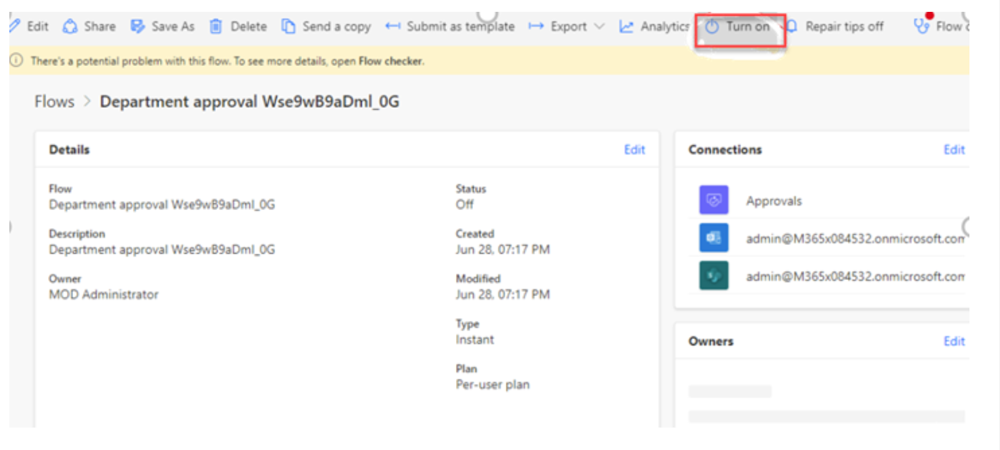 Edit Share Save As Delete Send a copy Submit as template Export Analytics Turn on Repair tips off Flow
There's a potential problem with this flow. To see more details, open Flow checker.
Flows > Department approval Wse9wB9aDml_0G
Details Edit
Flow
Department approval Wse9wB9aDml_0G
Description
Department approval Wse9wB9aDml_0G
Owner
MOD Administrator
Status
Off
Created
Jun 28, 07:17 PM
Modified
Jun 28, 07:17 PM
Type
Instant
Plan
Per-user plan
Connections Edit
Approvals
admin@M365x084532.onmicrosoft.com
admin@M365x084532.onmicrosoft.com
Owners Edit